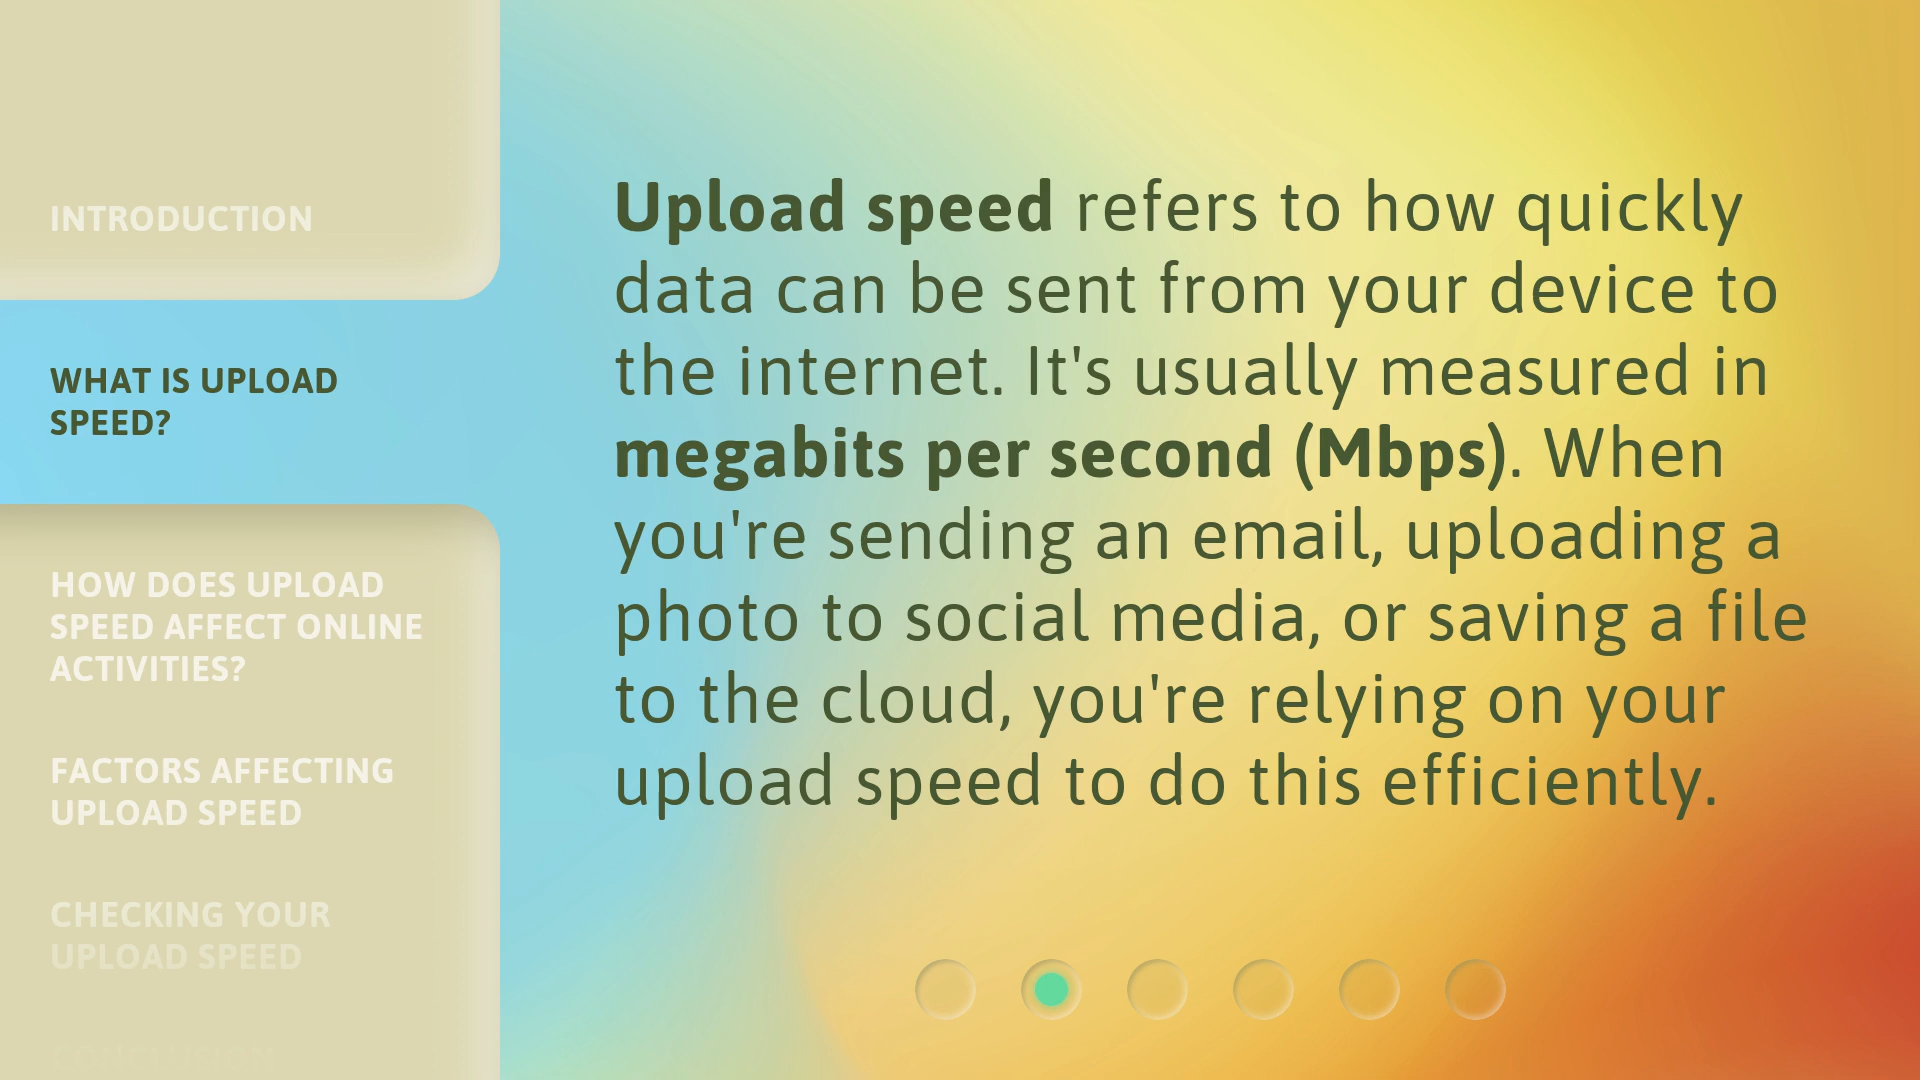 INTRODUCTION
WHAT IS UPLOAD
SPEED?
HOW DOES UPLOAD
SPEED AFFECT ONLINE
ACTIVITIES?
FACTORS AFFECTING
UPLOAD SPEED
CHECKING YOUR
UPLOAD SPEED
CONCLUSION
Upload speed refers to how quickly
data can be sent from your device to
the internet. It's usually measured in
megabits per second (Mbps). When
you're sending an email, uploading a
photo to social media, or saving a file
to the cloud, you're relying on your
upload speed to do this efficiently.